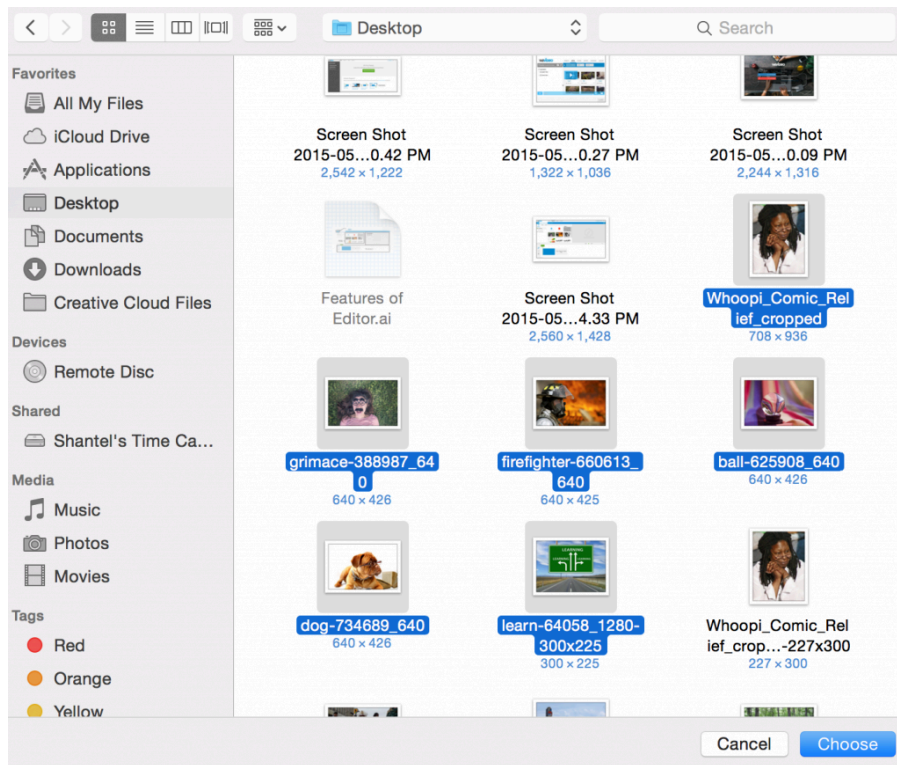 Desktop
Search
Favorites
All My Files
iCloud Drive
Applications
Desktop
Documents
Downloads
Creative Cloud Files
Devices
Remote Disc
Shared
Shantel's Time Ca...
Media
Music
Photos
Movies
Tags
Red
Orange
Yellow
Screen Shot
2015-05...0.42 PM
2,542 × 1,222
Screen Shot
2015-05...0.27 PM
1,322 × 1,036
Screen Shot
2015-05...0.09 PM
2,244 × 1,316
Features of
Editor.ai
Screen Shot
2015-05...4.33 PM
2,560 × 1,428
Whoopi_Comic_Rel
ief_cropped
708 × 936
grimace-388987_64
0
640 × 426
firefighter-660613_
640
640 × 425
ball-625908_640
640 × 426
dog-734689_640
640 × 426
LEARNING
learn-64058_1280-
300x225
300 × 225
Whoopi_Comic_Rel
ief_crop...-227x300
227 × 300
Cancel
Choose